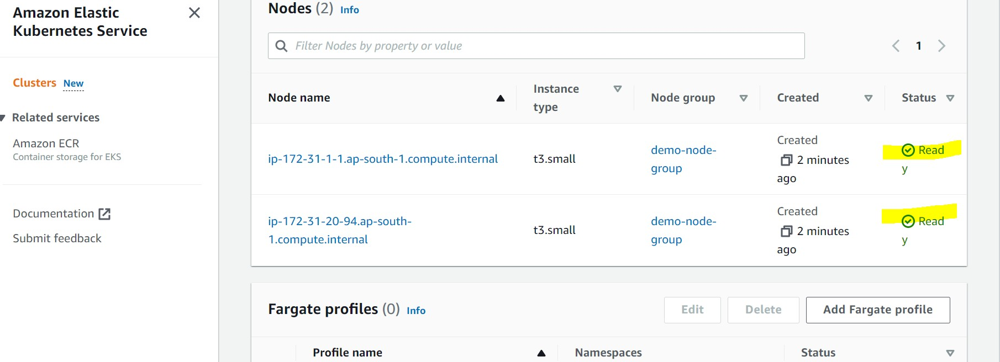 Amazon Elastic
Kubernetes Service
Clusters New
Related services
Amazon ECR
Container storage for EKS
Documentation
Submit feedback
Nodes (2) Info
Filter Nodes by property or value
1
Node name
Instance
type
Node group
Created
Status
ip-172-31-1-1.ap-south-1.compute.internal
t3.small
demo-node-
group
Created
2 minutes
ago
Read
y
ip-172-31-20-94.ap-south-
1.compute.internal
t3.small
demo-node-
group
Created
2 minutes
ago
Read
y
Fargate profiles (0) Info
Edit
Delete
Add Fargate profile
Profile name
Namespaces
Status